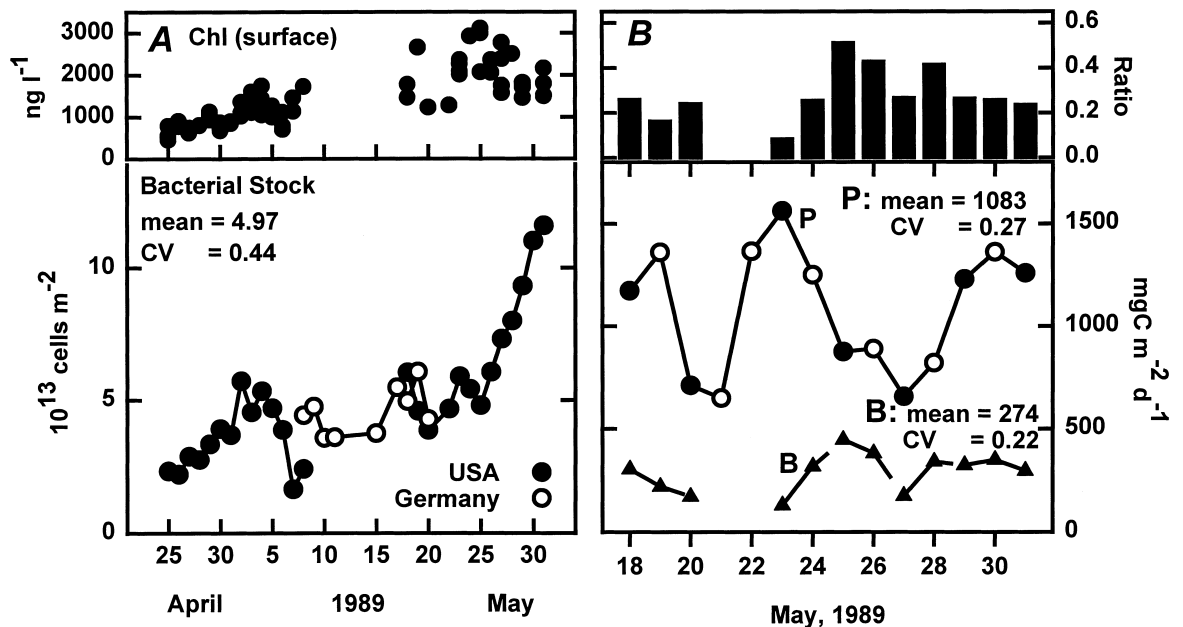 A Chl (surface)
3000
2000
1000
0
ng l-1
Bacterial Stock
mean = 4.97
CV = 0.44
10
5
0
10 13 cells m-2
USA
Germany
25 30 5 10 15 20 25 30
April 1989 May
B
0.6
0.4
0.2
0.0
Ratio
P: mean = 1083
CV = 0.27
P
1500
1000
500
0
mgC m-2 d-1
B: mean = 274
CV = 0.22
B
18 20 22 24 26 28 30
May, 1989